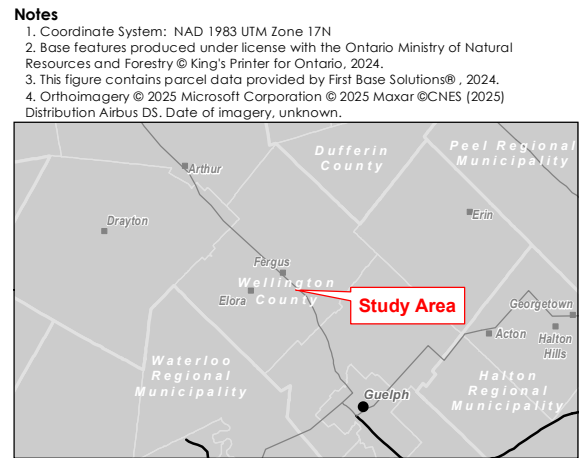 Notes
1. Coordinate System: NAD 1983 UTM Zone 17N
2. Base features produced under license with the Ontario Ministry of Natural
Resources and Forestry © King's Printer for Ontario, 2024.
3. This figure contains parcel data provided by First Base Solutions® , 2024.
4. Orthoimagery © 2025 Microsoft Corporation © 2025 Maxar ©CNES (2025)
Distribution Airbus DS. Date of imagery, unknown.
Dufferin
County
Peel Regional
Municipality
Arthur
Drayton
Erin
Fergus
Wellington
County
Elora
Study Area
Georgetown
Acton
Halton
Hills
Waterloo
Regional
Municipality
Guelph
Halton
Regional
Municipality